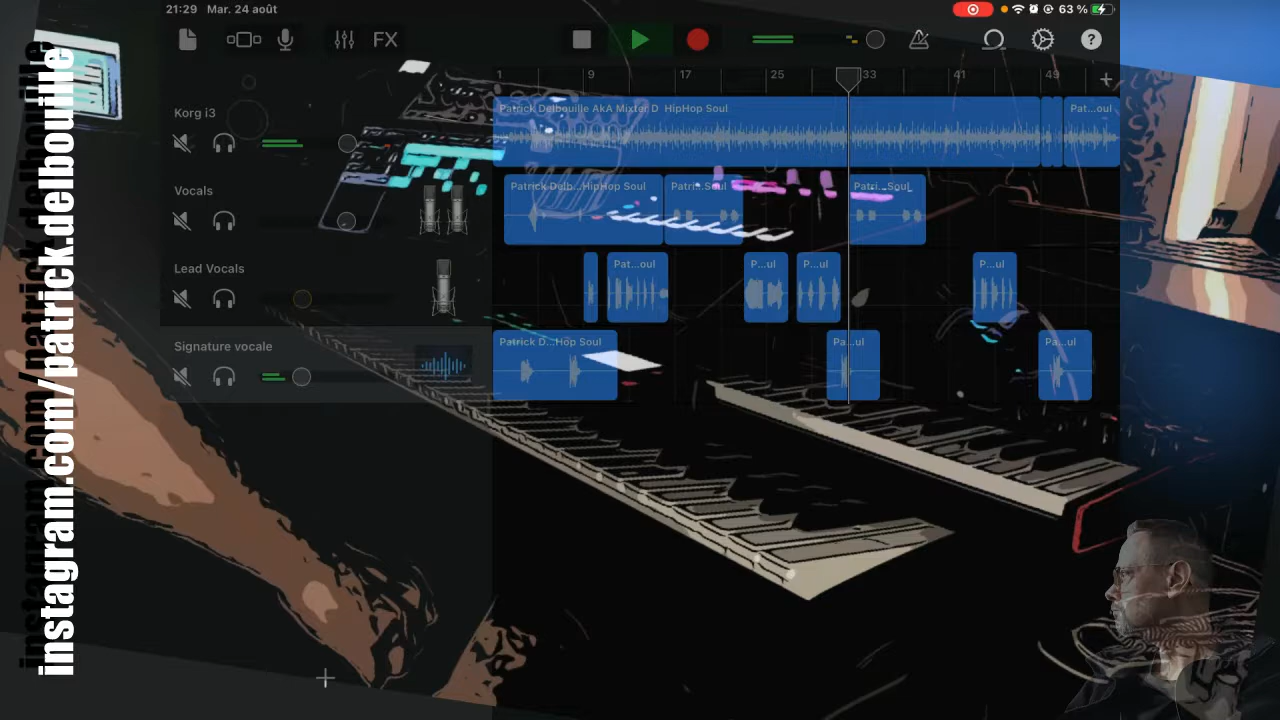 21:29 Mar. 24 août
63 %
FX
?
1 9 17 25 33 41 49
Korg i3
Patrick Delbouille AkA Mixter D HipHop Soul
Pat...oul
Vocals
Patrick Delb...HipHop Soul
Patri...Soul
Patri...Soul
Lead Vocals
Pat...oul
P...ul
P...ul
P...ul
Signature vocale
Patrick D...Hop Soul
Pa...ul
Pa...ul
instagram.com/patrick.delbouille